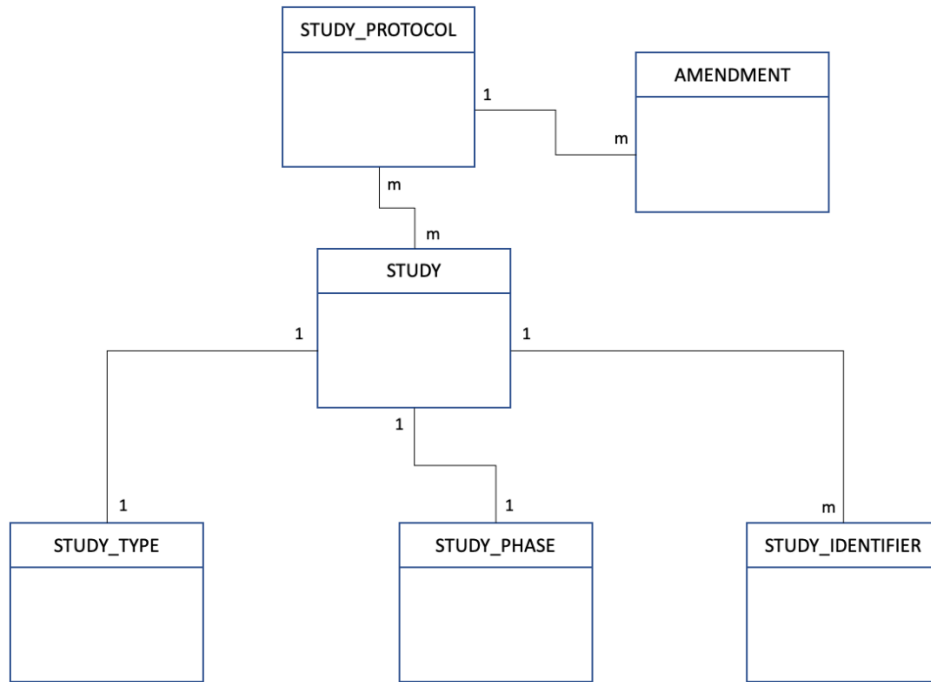 STUDY_PROTOCOL
AMENDMENT
1
m
m
m
STUDY
1
1
1
1
1
m
STUDY_TYPE
STUDY_PHASE
STUDY_IDENTIFIER